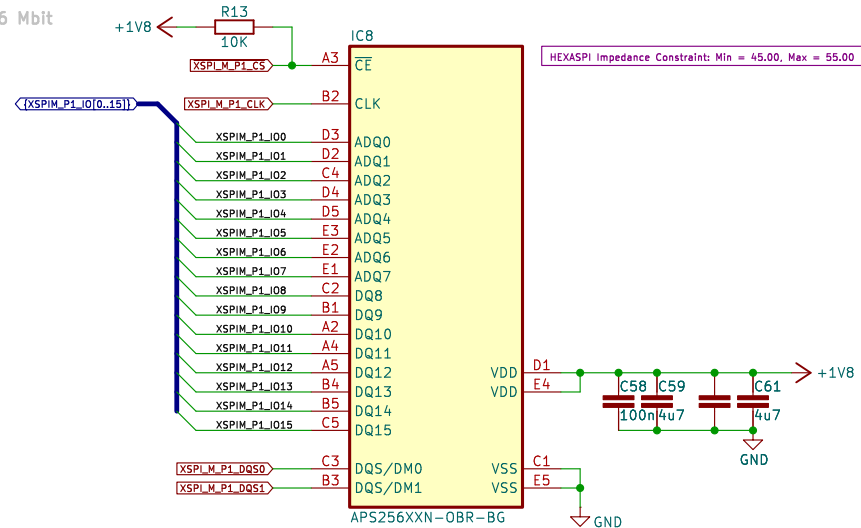 6 Mbit
R13
+1V8
10K
IC8
XSPI_M_P1_CS
A3
CE
HEXASPI Impedance Constraint: Min = 45.00, Max = 55.00
{XSPIM_P1_IO[0..15]}
XSPI_M_P1_CLK
B2
CLK
XSPIM_P1_IO0
D3
ADQ0
XSPIM_P1_IO1
D2
ADQ1
XSPIM_P1_IO2
C4
ADQ2
XSPIM_P1_IO3
D4
ADQ3
XSPIM_P1_IO4
D5
ADQ4
XSPIM_P1_IO5
E3
ADQ5
XSPIM_P1_IO6
E2
ADQ6
XSPIM_P1_IO7
E1
ADQ7
XSPIM_P1_IO8
C2
DQ8
XSPIM_P1_IO9
B1
DQ9
XSPIM_P1_IO10
A2
DQ10
XSPIM_P1_IO11
A4
DQ11
XSPIM_P1_IO12
A5
DQ12
XSPIM_P1_IO13
B4
DQ13
XSPIM_P1_IO14
B5
DQ14
XSPIM_P1_IO15
C5
DQ15
VDD
D1
+1V8
VDD
E4
C58
C59
C61
100n
4u7
4u7
GND
XSPI_M_P1_DQS0
C3
DQS/DM0
VSS
C1
XSPI_M_P1_DQS1
B3
DQS/DM1
VSS
E5
GND
APS256XXN-OBR-BG